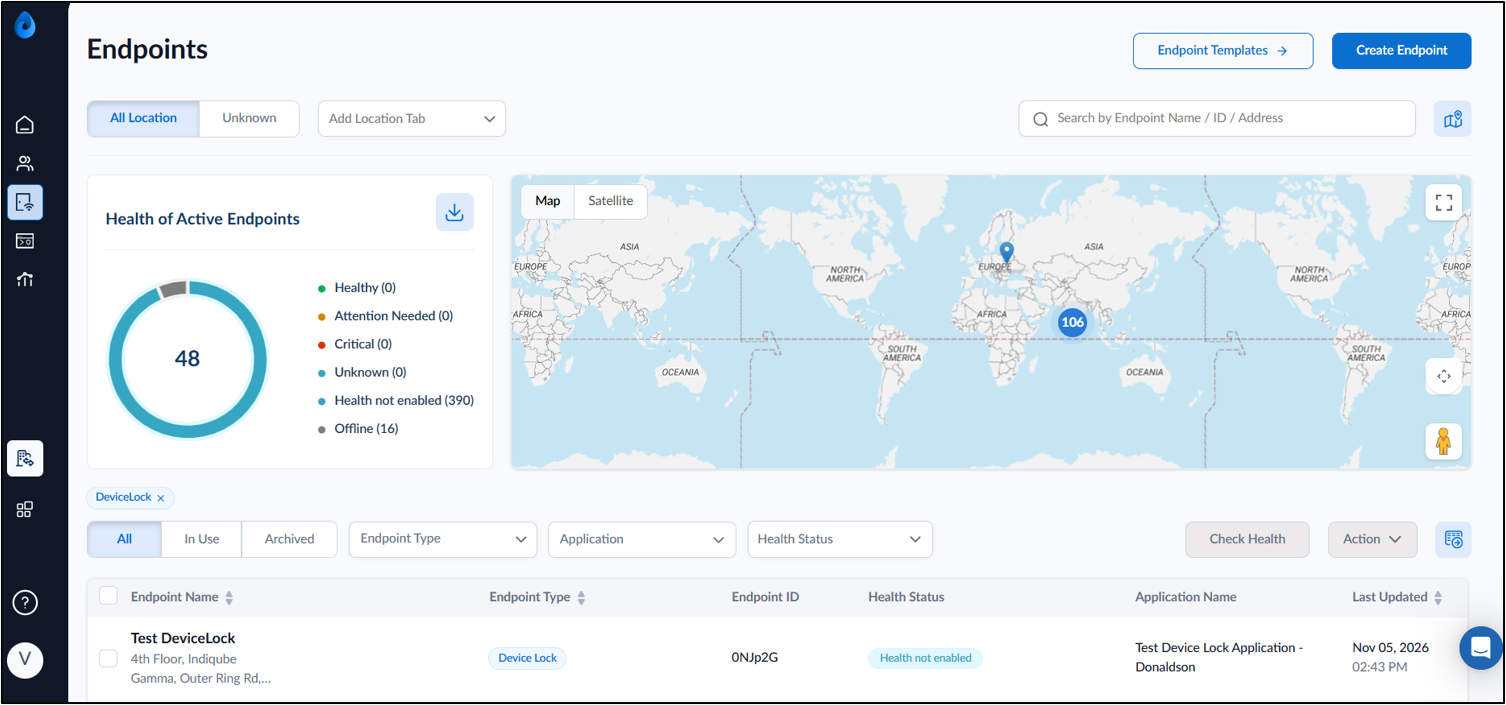 Endpoints
Endpoint Templates →
Create Endpoint
All Location
Unknown
Add Location Tab
Search by Endpoint Name / ID / Address
Health of Active Endpoints
48
Healthy (0)
Attention Needed (0)
Critical (0)
Unknown (0)
Health not enabled (390)
Offline (16)
Map
Satellite
ASIA
EUROPE
AFRICA
OCEANIA
NORTH
AMERICA
SOUTH
AMERICA
EUROPE
ASIA
AFRICA
106
OCEANIA
NORTH
AMERICA
SOUTH
AMERICA
EUROP
AFRICA
DeviceLock ×
All
In Use
Archived
Endpoint Type
Application
Health Status
Check Health
Action
Endpoint Name
Endpoint Type
Endpoint ID
Health Status
Application Name
Last Updated
Test DeviceLock
4th Floor, Indiqube
Gamma, Outer Ring Rd,...
Device Lock
0NJp2G
Health not enabled
Test Device Lock Application -
Donaldson
Nov 05, 2026
02:43 PM
?
V